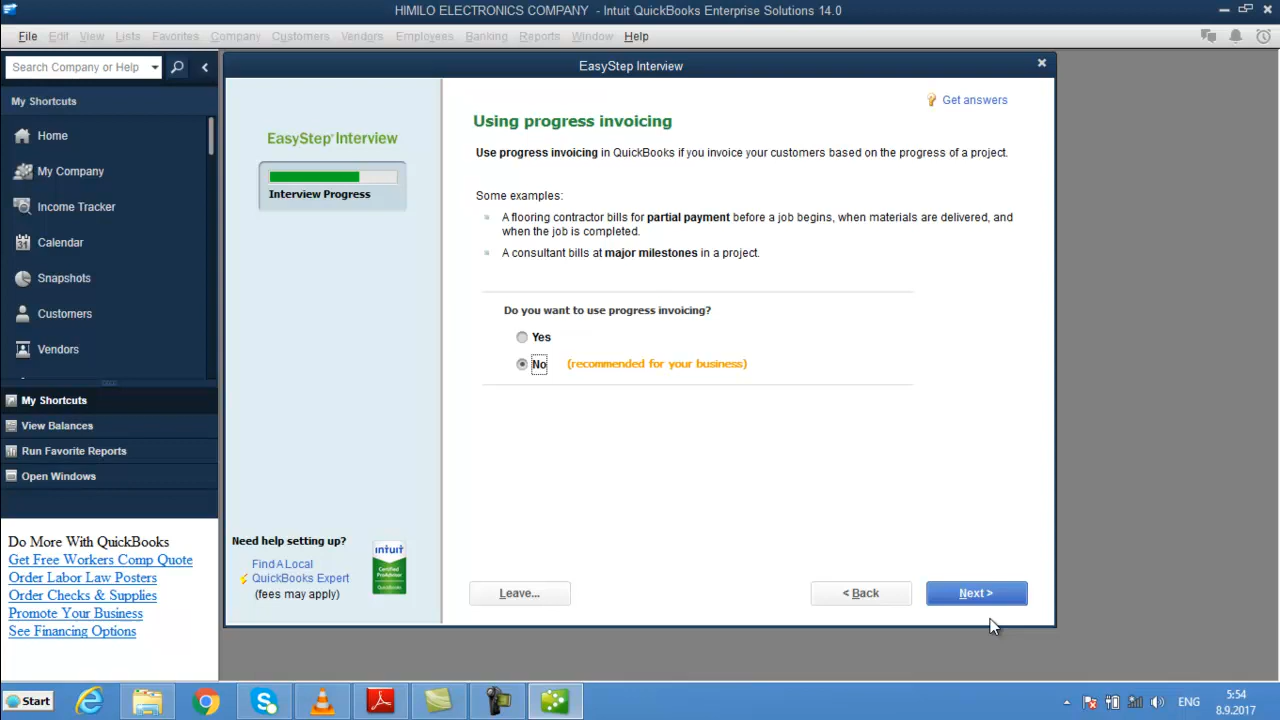 HIMILO ELECTRONICS COMPANY - Intuit QuickBooks Enterprise Solutions 14.0
File Edit View Lists Favorites Company Customers Vendors Employees Banking Reports Window Help
Search Company or Help
My Shortcuts
Home
My Company
Income Tracker
Calendar
Snapshots
Customers
Vendors
My Shortcuts
View Balances
Run Favorite Reports
Open Windows
Do More With QuickBooks
Get Free Workers Comp Quote
Order Labor Law Posters
Order Checks & Supplies
Promote Your Business
See Financing Options
EasyStep Interview
EasyStep Interview
Interview Progress
Need help setting up?
Find A Local
QuickBooks Expert
(fees may apply)
intuit
Certified
ProAdvisor
QuickBooks
Get answers
Using progress invoicing
Use progress invoicing in QuickBooks if you invoice your customers based on the progress of a project.
Some examples:
A flooring contractor bills for partial payment before a job begins, when materials are delivered, and
when the job is completed.
A consultant bills at major milestones in a project.
Do you want to use progress invoicing?
Yes
No (recommended for your business)
Leave... < Back Next >
Start
ENG
5:54
8.9.2017